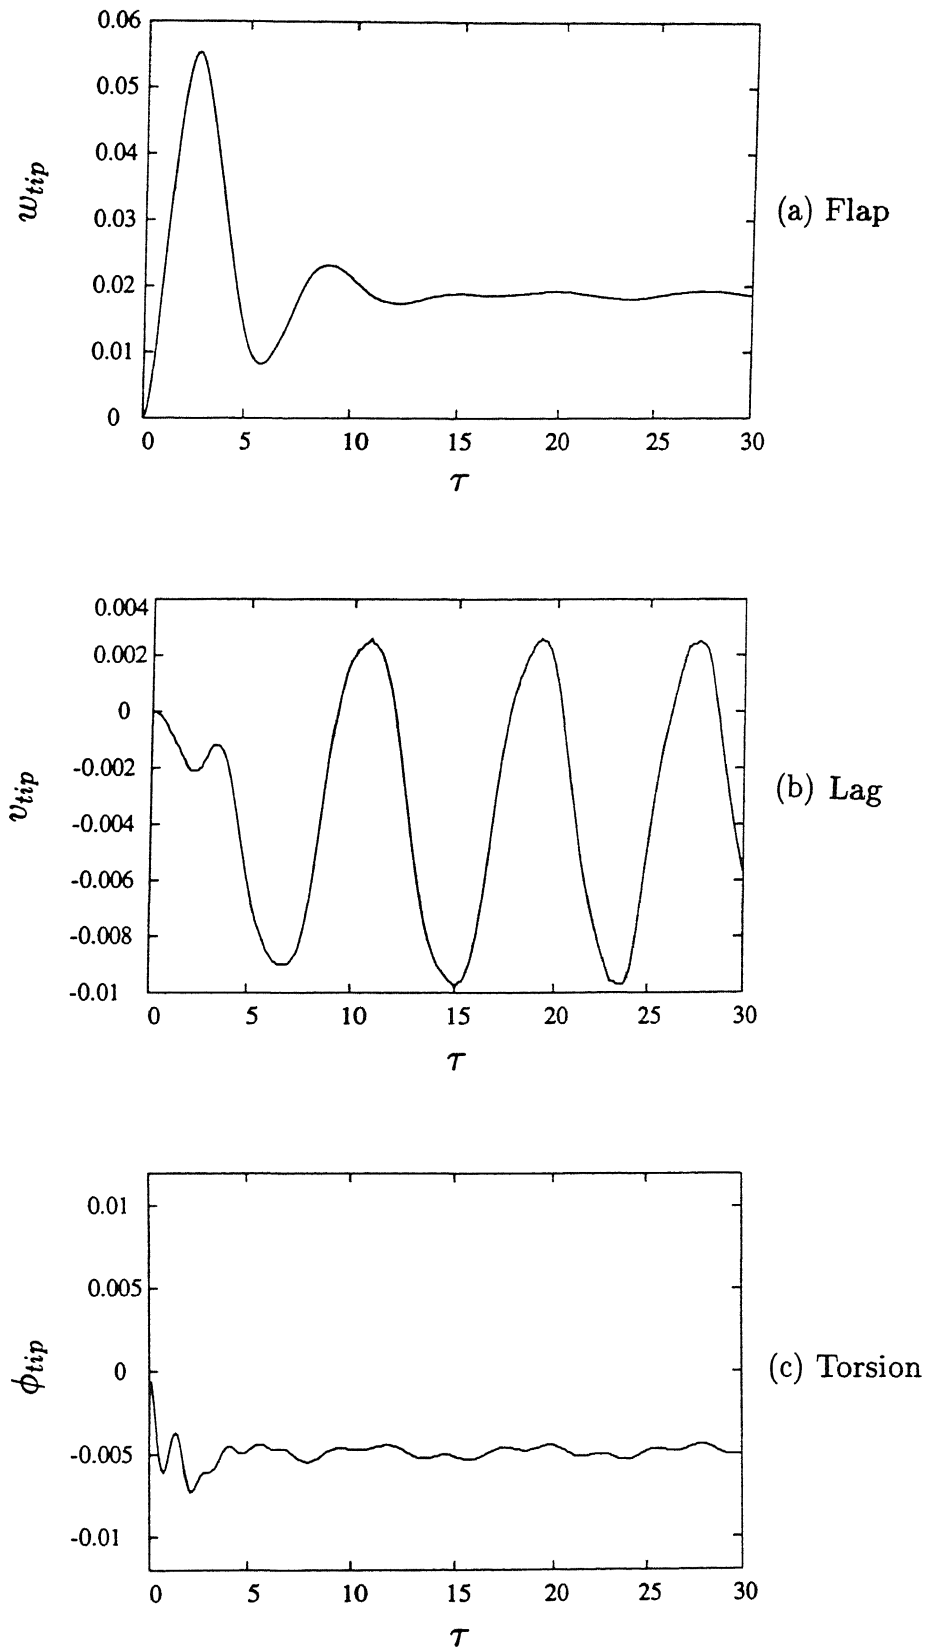 0.06
0.05
0.04
0.03
0.02
0.01
0
w_tip
(a) Flap
0 5 10 15 20 25 30
τ
0.004
0.002
0
-0.002
-0.004
-0.006
-0.008
-0.01
v_tip
(b) Lag
0 5 10 15 20 25 30
τ
0.01
0.005
0
-0.005
-0.01
ϕ_tip
(c) Torsion
0 5 10 15 20 25 30
τ